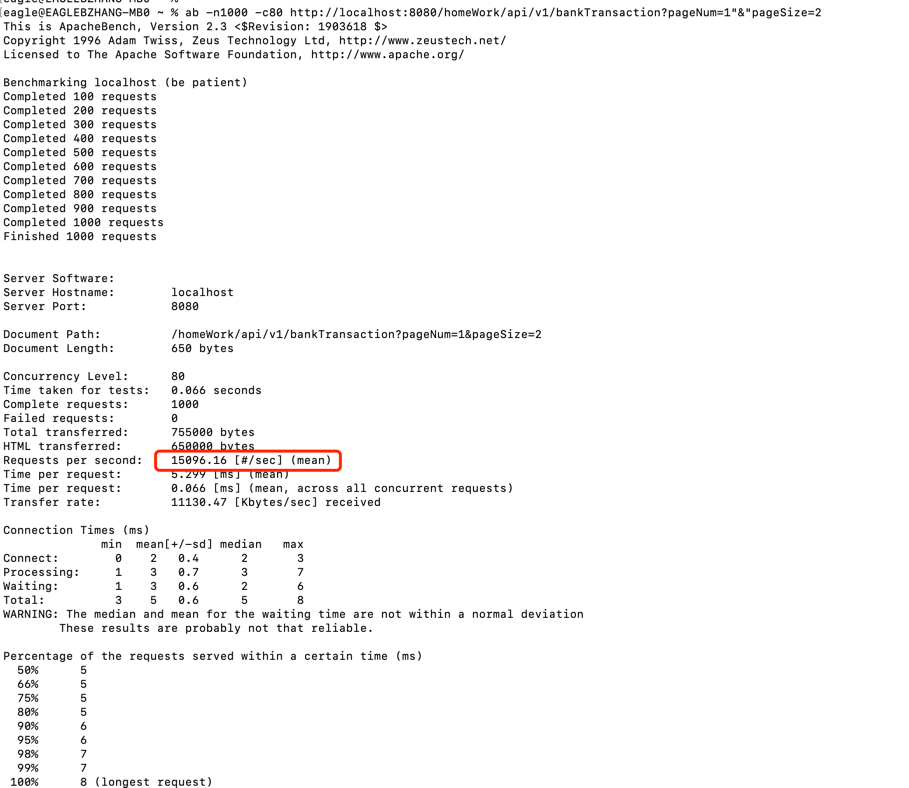 eagle@EAGLEBZHANG-MB0 ~ %
eagle@EAGLEBZHANG-MB0 ~ % ab -n1000 -c80 http://localhost:8080/homeWork/api/v1/bankTransaction?pageNum=1"&"pageSize=2
This is ApacheBench, Version 2.3 <$Revision: 1903618 $>
Copyright 1996 Adam Twiss, Zeus Technology Ltd, http://www.zeustech.net/
Licensed to The Apache Software Foundation, http://www.apache.org/

Benchmarking localhost (be patient)
Completed 100 requests
Completed 200 requests
Completed 300 requests
Completed 400 requests
Completed 500 requests
Completed 600 requests
Completed 700 requests
Completed 800 requests
Completed 900 requests
Completed 1000 requests
Finished 1000 requests


Server Software:
Server Hostname:        localhost
Server Port:            8080

Document Path:          /homeWork/api/v1/bankTransaction?pageNum=1&pageSize=2
Document Length:        650 bytes

Concurrency Level:      80
Time taken for tests:   0.066 seconds
Complete requests:      1000
Failed requests:        0
Total transferred:      755000 bytes
HTML transferred:       650000 bytes
Requests per second:    15096.16 [#/sec] (mean)
Time per request:       5.299 [ms] (mean)
Time per request:       0.066 [ms] (mean, across all concurrent requests)
Transfer rate:          11130.47 [Kbytes/sec] received

Connection Times (ms)
              min  mean[+/-sd] median   max
Connect:        0    2   0.4      2       3
Processing:     1    3   0.7      3       7
Waiting:        1    3   0.6      2       6
Total:          3    5   0.6      5       8
WARNING: The median and mean for the waiting time are not within a normal deviation
        These results are probably not that reliable.

Percentage of the requests served within a certain time (ms)
  50%      5
  66%      5
  75%      5
  80%      5
  90%      6
  95%      6
  98%      7
  99%      7
 100%      8 (longest request)